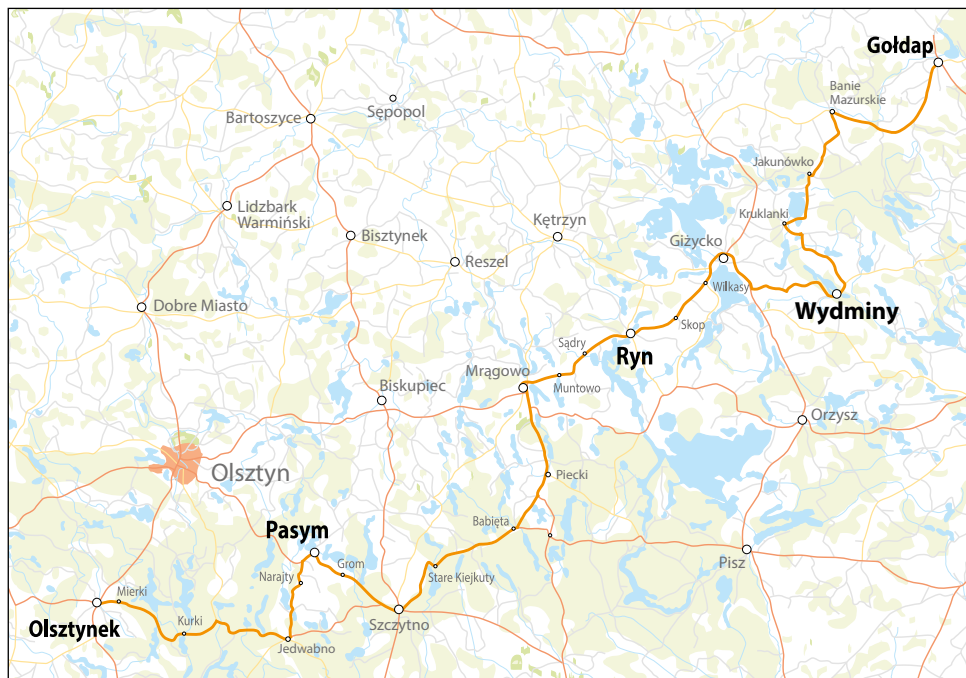 Gołdap
Banie
Mazurskie
Sępopol
Bartoszyce
Jakunówko
Lidzbark
Warmiński
Kruklanki
Kętrzyn
Bisztynek
Giżycko
Reszel
Wilkasy
Dobre Miasto
Wydminy
Skop
Sądry
Ryn
Mrągowo
Muntowo
Biskupiec
Orzysz
Olsztyn
Piecki
Babięta
Pasym
Grom
Pisz
Narajty
Stare Kiejkuty
Mierki
Olsztynek
Kurki
Szczytno
Jedwabno